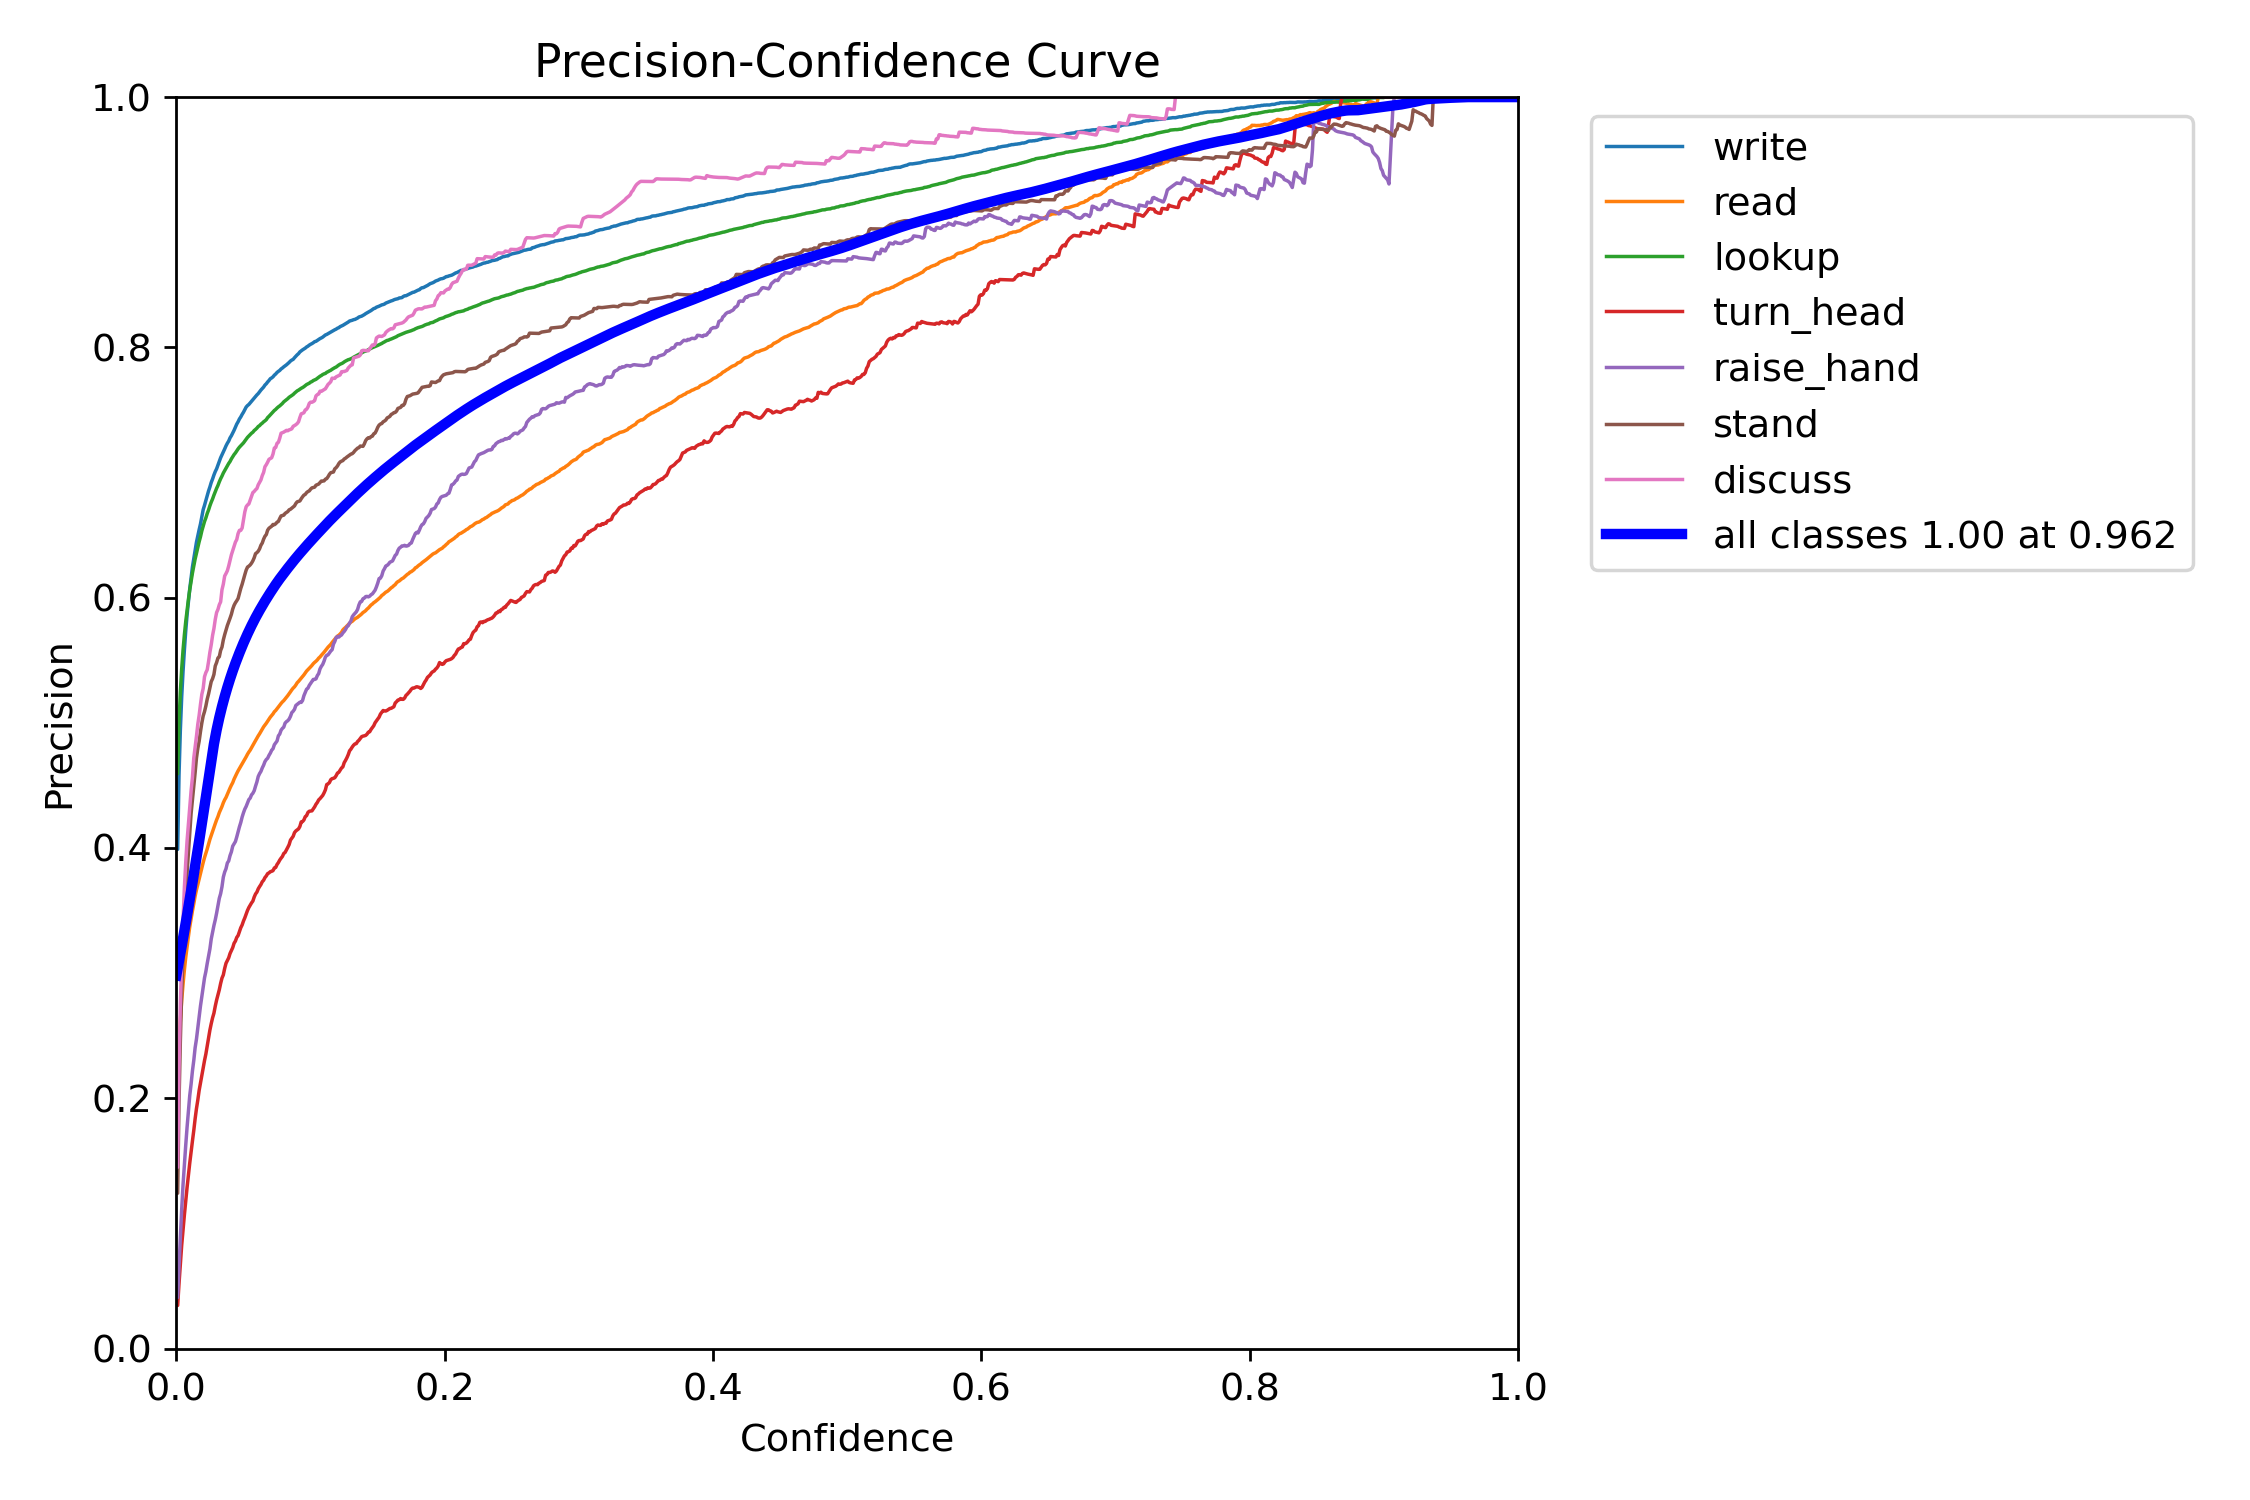 Precision-Confidence Curve
1.0
0.8
0.6
0.4
0.2
0.0
Precision
0.0 0.2 0.4 0.6 0.8 1.0
Confidence
write
read
lookup
turn_head
raise_hand
stand
discuss
all classes 1.00 at 0.962